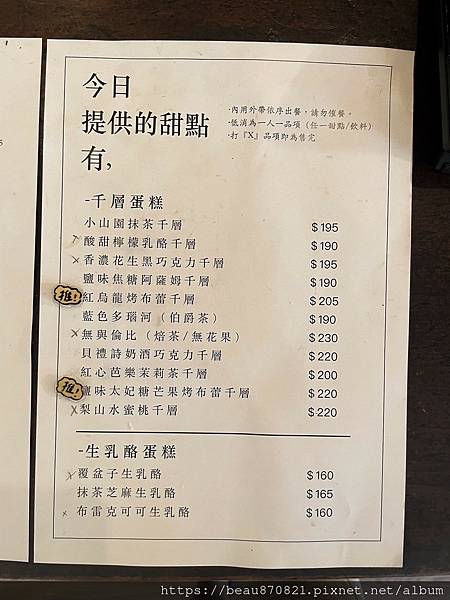 今日
提供的甜點
有,
·內用外帶依序出餐，請勿催餐。
·低消為一人一品項（任一甜點/飲料）
·打『X』品項即為售完
-千層蛋糕
小山園抹茶千層 $195
×酸甜檸檬乳酪千層 $190
×香濃花生黑巧克力千層 $195
鹽味焦糖阿薩姆千層 $190
推! 紅烏龍烤布蕾千層 $205
藍色多瑙河（伯爵茶） $190
×無與倫比（焙茶/無花果） $230
貝禮詩奶酒巧克力千層 $220
紅心芭樂茉莉茶千層 $200
推! 鹽味太妃糖芒果烤布蕾千層 $220
×梨山水蜜桃千層 $220
-生乳酪蛋糕
×覆盆子生乳酪 $160
抹茶芝麻生乳酪 $165
×布雷克可可生乳酪 $160
https://beau870821.pixnet.net/album